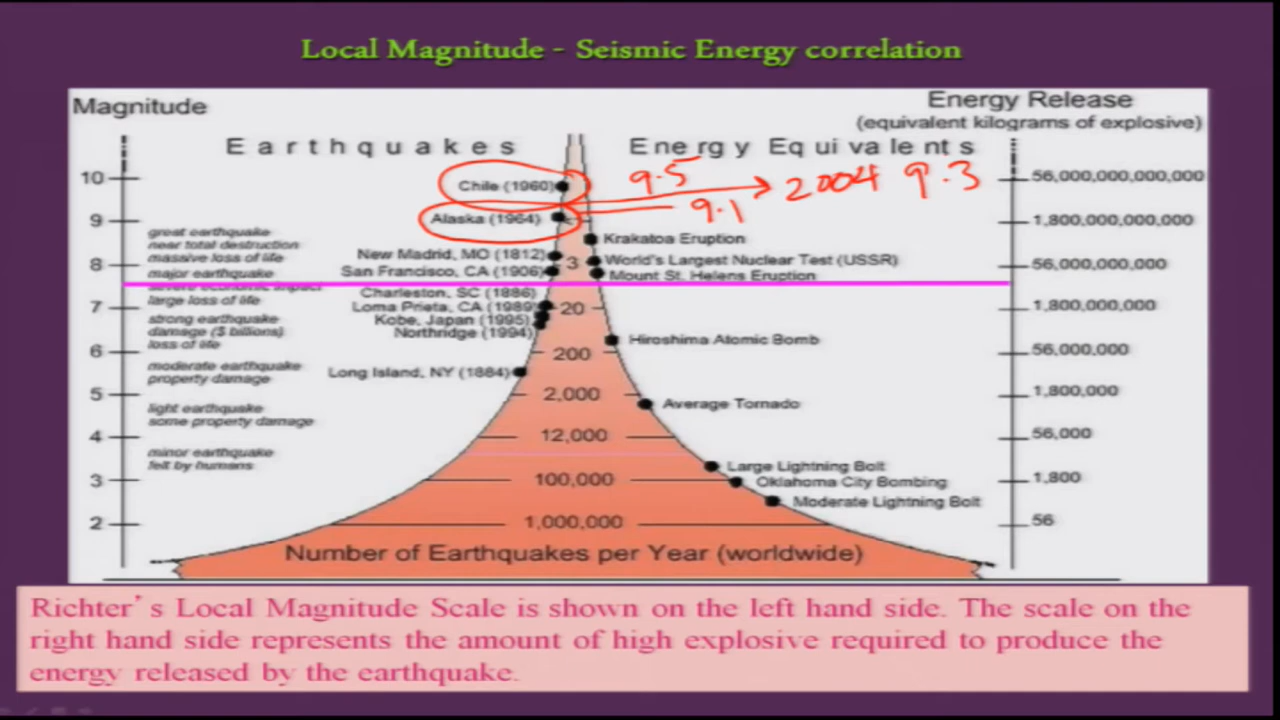 Local Magnitude - Seismic Energy correlation
Magnitude
Energy Release
(equivalent kilograms of explosive)
Earthquakes
Energy Equivalents
10
Chile (1960)
9.5
2004 9.3
56,000,000,000,000
9
Alaska (1964)
9.1
1,800,000,000,000
great earthquake
near total destruction
massive loss of life
Krakatoa Eruption
8
New Madrid, MO (1812)
3
World's Largest Nuclear Test (USSR)
56,000,000,000
major earthquake
San Francisco, CA (1906)
Mount St. Helens Eruption
severe economic impact
large loss of life
Charleston, SC (1886)
7
Loma Prieta, CA (1989)
20
1,800,000,000
strong earthquake
damage ($ billions)
loss of life
Kobe, Japan (1995)
Northridge (1994)
Hiroshima Atomic Bomb
6
200
56,000,000
moderate earthquake
property damage
Long Island, NY (1884)
5
2,000
Average Tornado
1,800,000
light earthquake
some property damage
4
12,000
56,000
minor earthquake
felt by humans
Large Lightning Bolt
3
100,000
Oklahoma City Bombing
1,800
Moderate Lightning Bolt
2
1,000,000
56
Number of Earthquakes per Year (worldwide)
Richter's Local Magnitude Scale is shown on the left hand side. The scale on the
right hand side represents the amount of high explosive required to produce the
energy released by the earthquake.